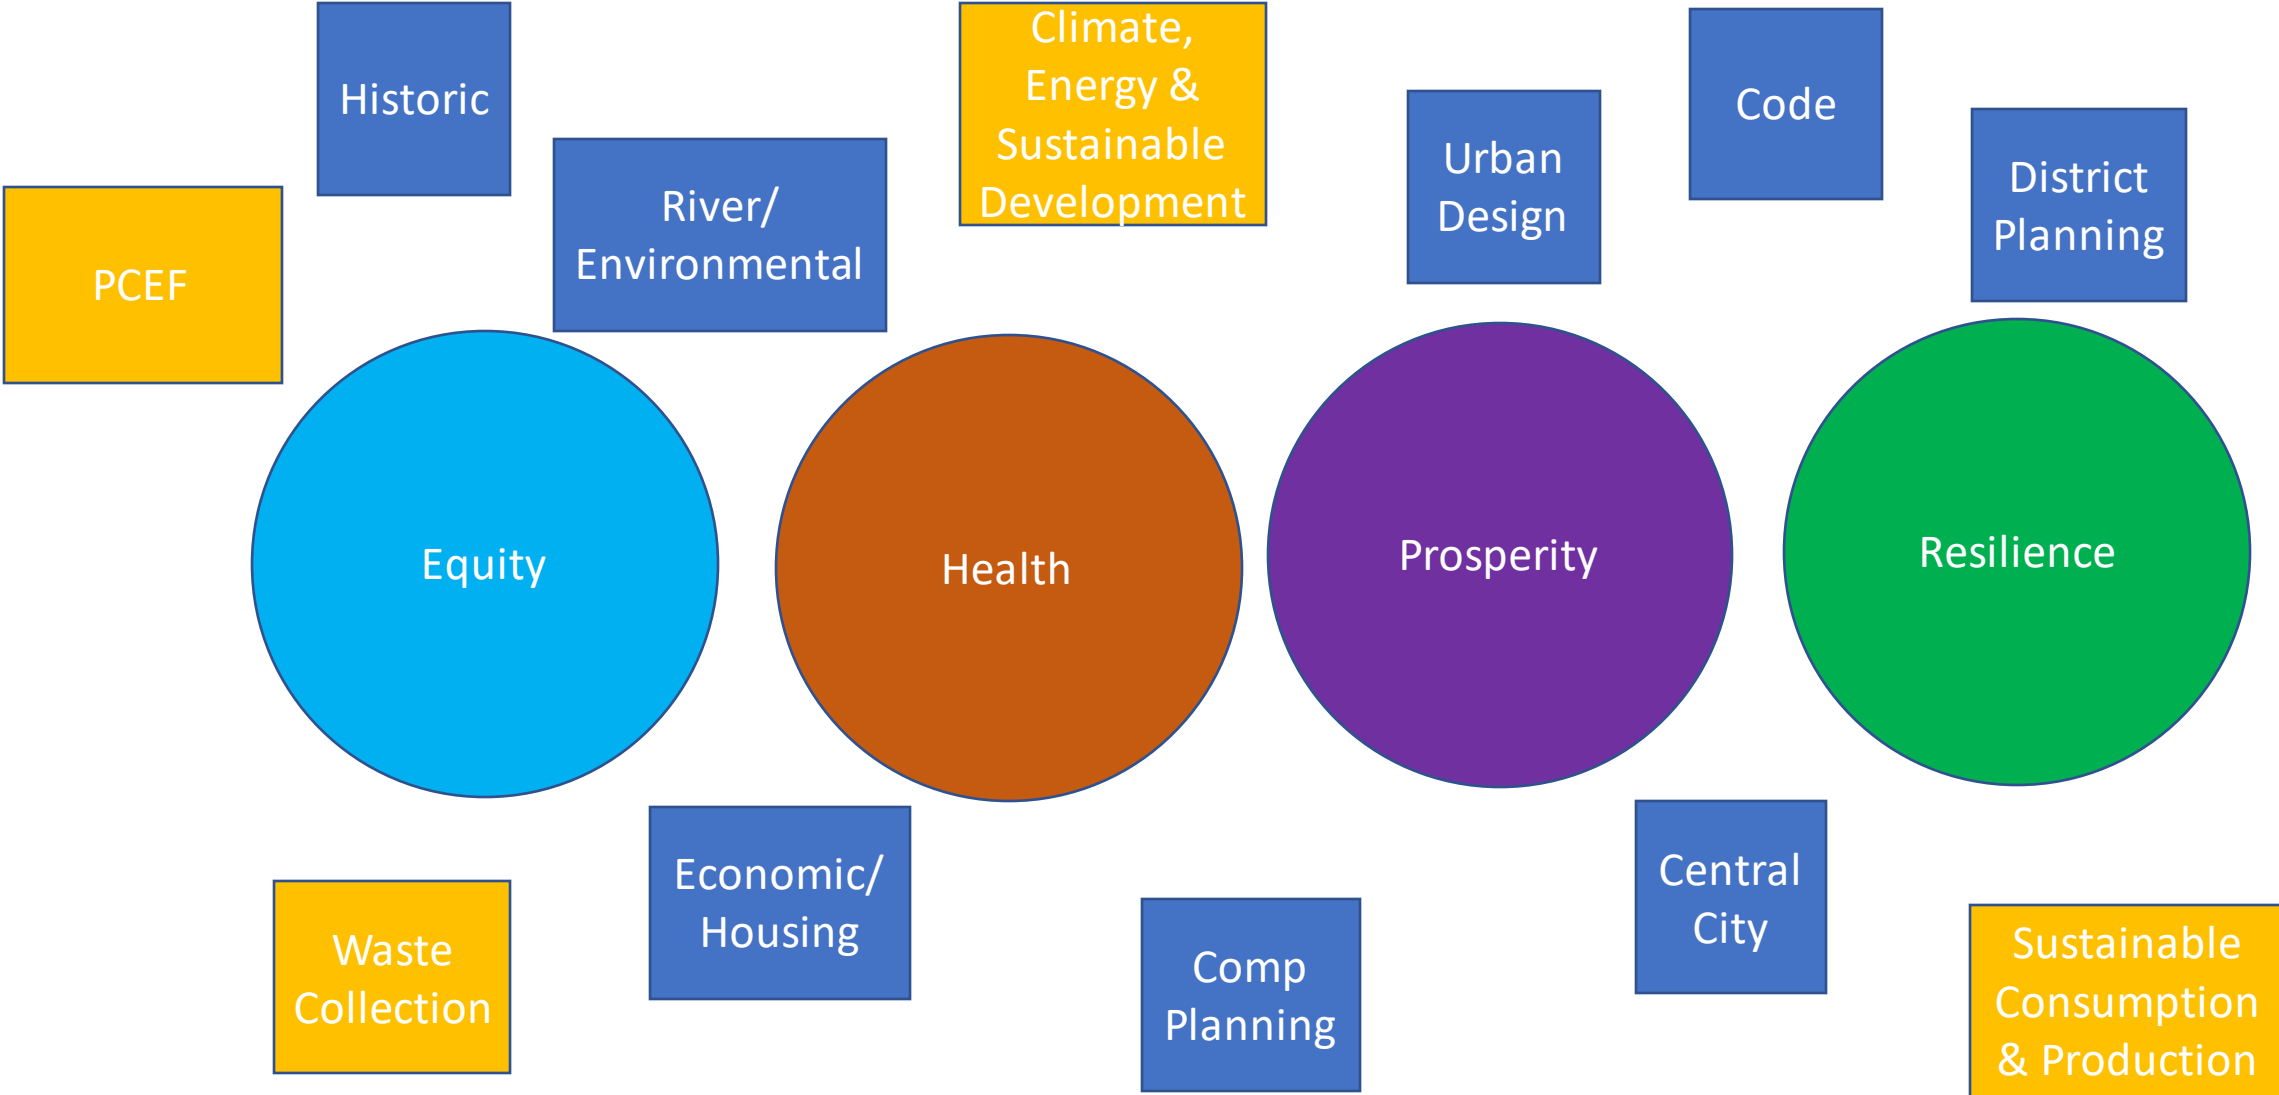 Historic
Climate,
Energy &
Sustainable
Development
Code
Urban
Design
District
Planning
River/
Environmental
PCEF
Equity
Health
Prosperity
Resilience
Economic/
Housing
Central
City
Waste
Collection
Comp
Planning
Sustainable
Consumption
& Production